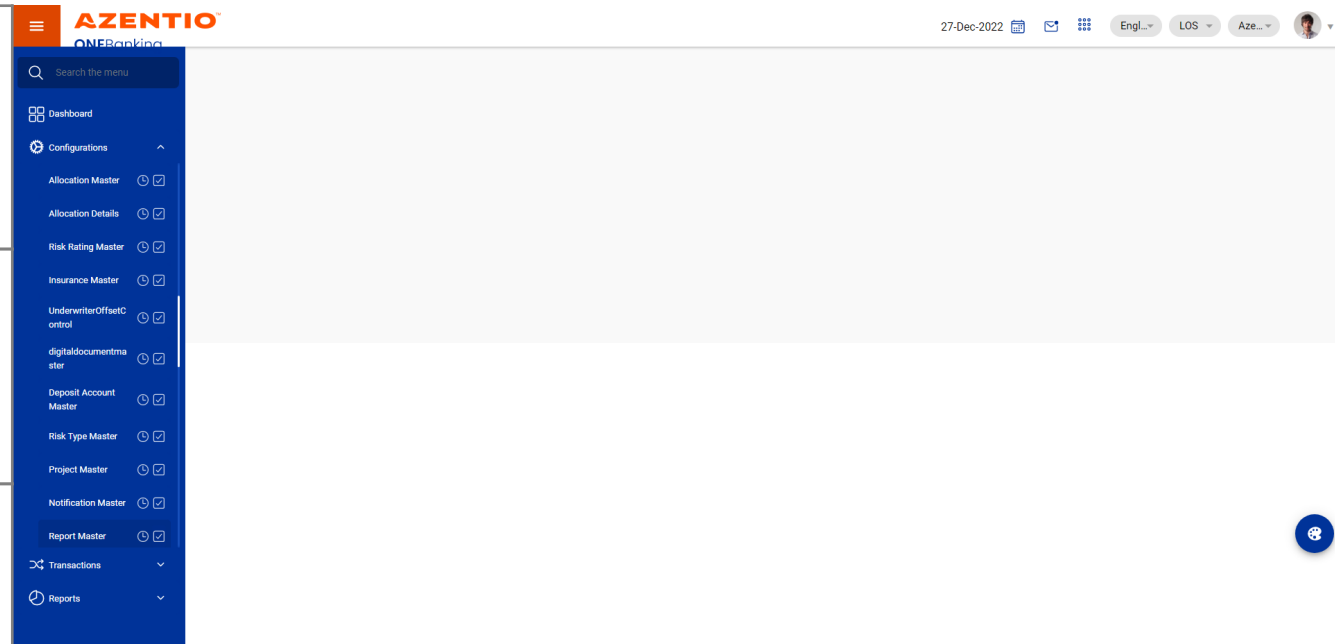 AZENTIO™
ONEBanking
27-Dec-2022
Engl...
LOS
Aze...
Search the menu
Dashboard
Configurations
Allocation Master
Allocation Details
Risk Rating Master
Insurance Master
UnderwriterOffsetC
ontrol
digitaldocumentma
ster
Deposit Account
Master
Risk Type Master
Project Master
Notification Master
Report Master
Transactions
Reports